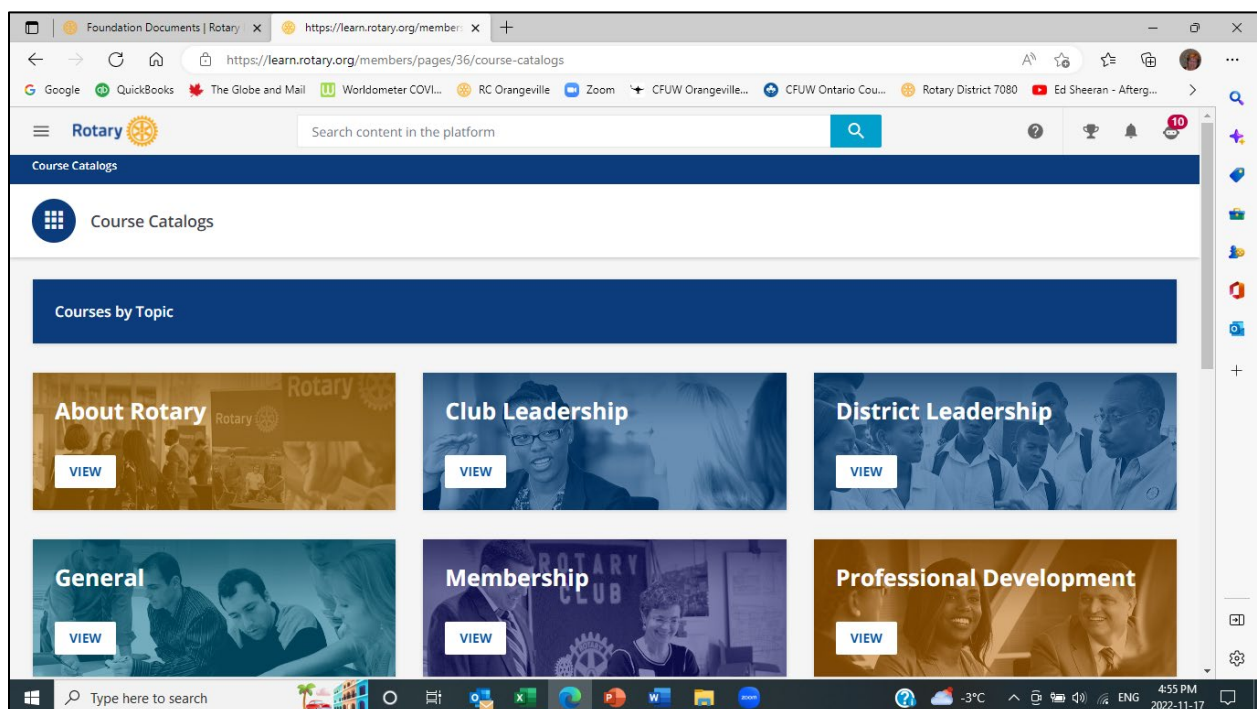 Foundation Documents | Rotary
https://learn.rotary.org/member
https://learn.rotary.org/members/pages/36/course-catalogs
Google QuickBooks The Globe and Mail Worldometer COVI... RC Orangeville Zoom CFUW Orangeville... CFUW Ontario Cou... Rotary District 7080 Ed Sheeran - Afterg...
Rotary
Search content in the platform
10
Course Catalogs
Course Catalogs
Courses by Topic
Rotary
Rotary
About Rotary
VIEW
Club Leadership
VIEW
District Leadership
VIEW
General
VIEW
ROTARY
CLUB
Membership
VIEW
Professional Development
VIEW
Type here to search
zoom
-3°C
ENG
4:55 PM
2022-11-17